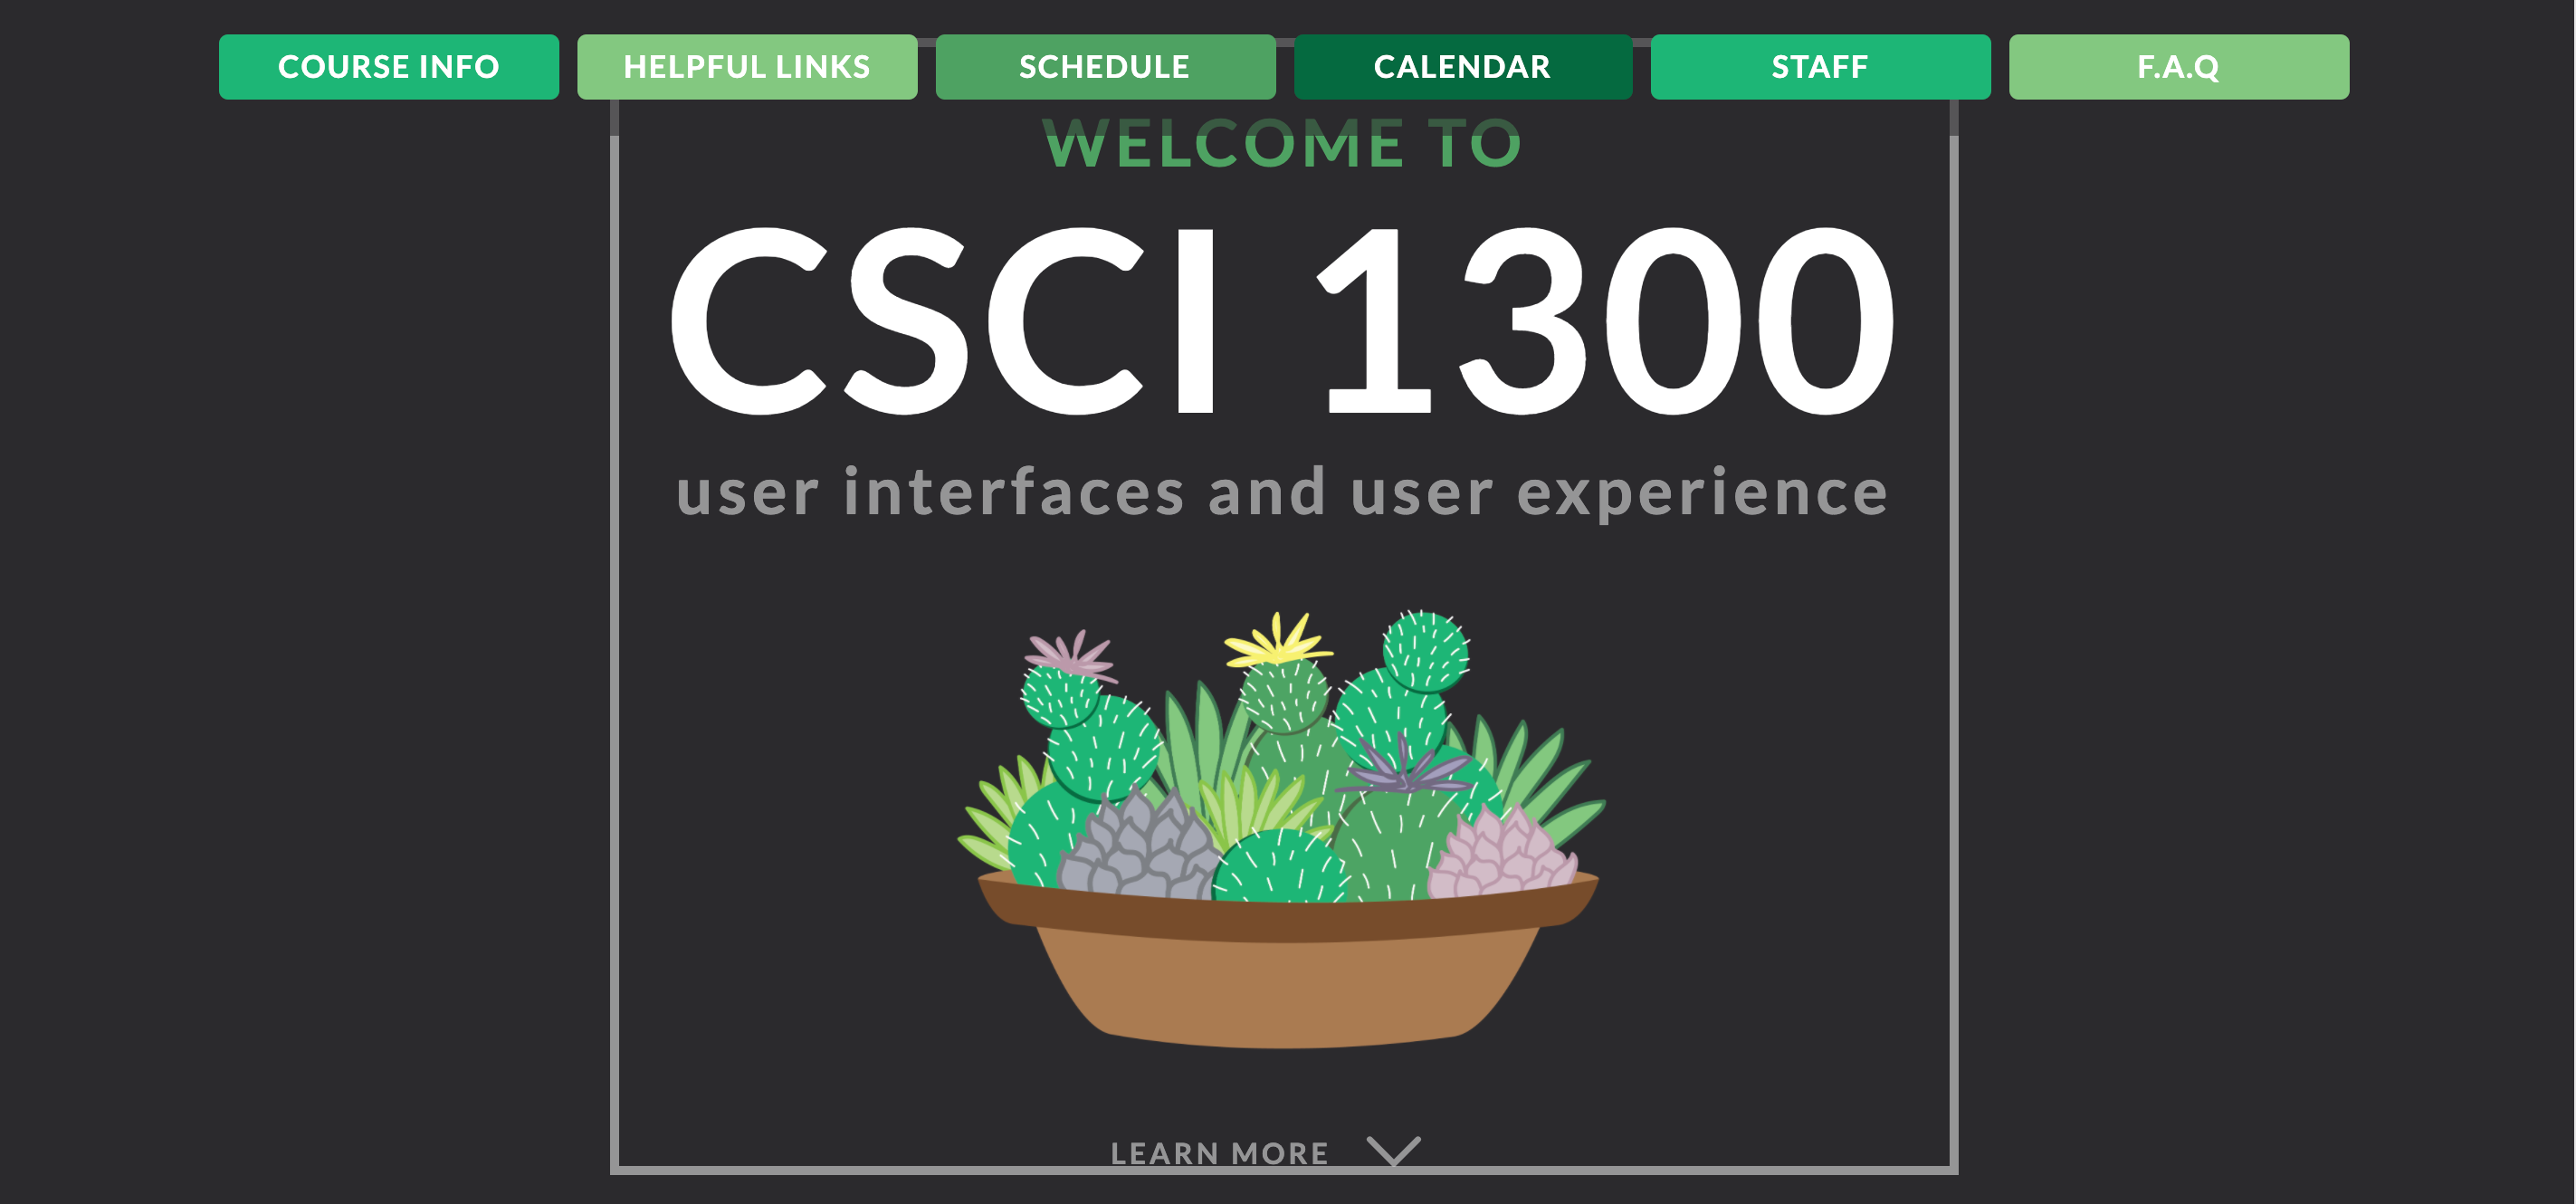 COURSE INFO HELPFUL LINKS SCHEDULE CALENDAR STAFF F.A.Q
WELCOME TO
CSCI 1300
user interfaces and user experience
LEARN MORE